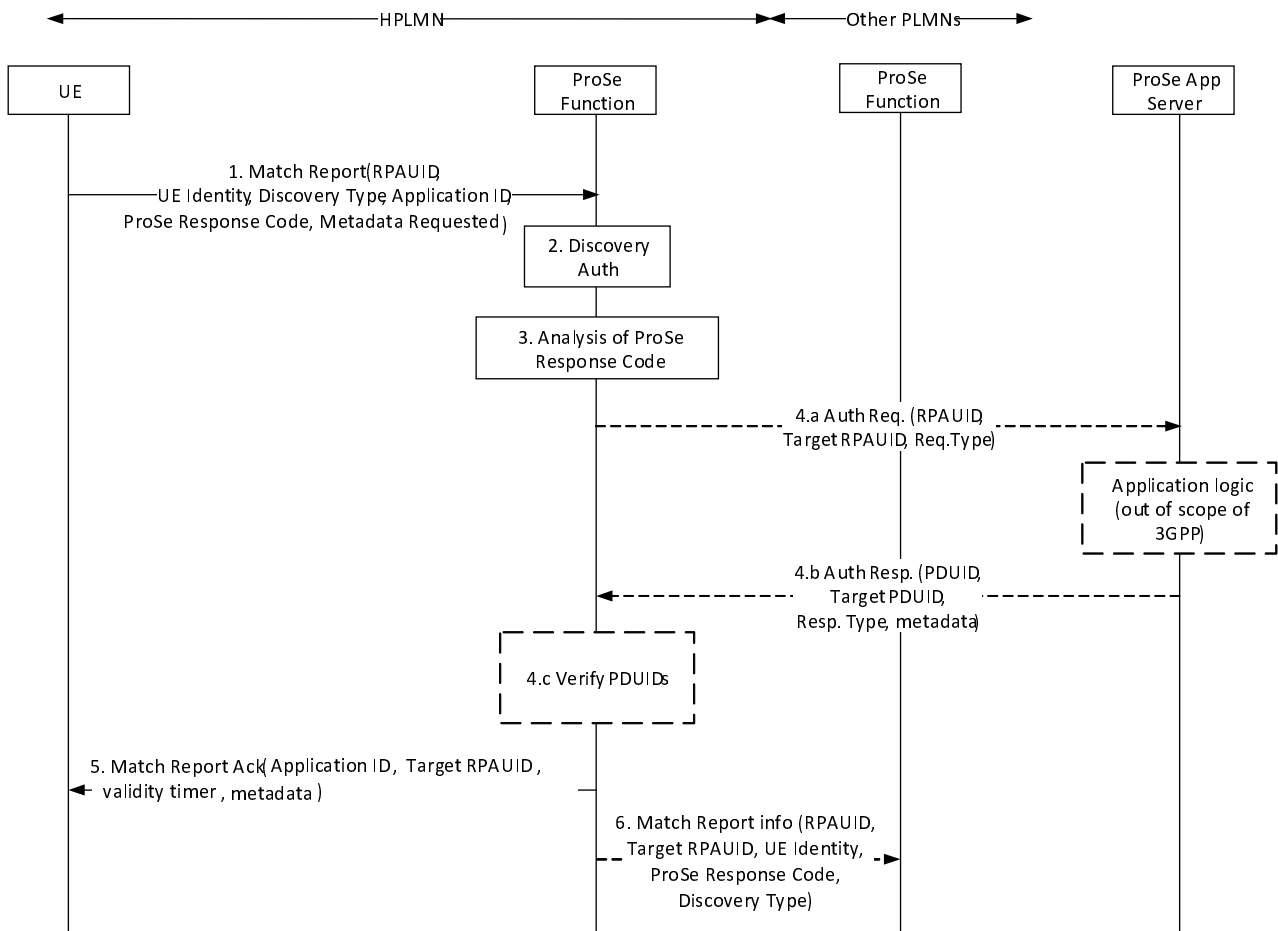 HPLMN
Other PLMNs
UE
ProSe
Function
ProSe
Function
ProSe App
Server
1. Match Report(RPAUID,
UE Identity, Discovery Type, Application ID,
ProSe Response Code, Metadata Requested)
2. Discovery
Auth
3. Analysis of ProSe
Response Code
4.a Auth Req. (RPAUID,
Target RPAUID, Req.Type)
Application logic
(out of scope of
3GPP)
4.b Auth Resp. (PDUID,
Target PDUID,
Resp. Type, metadata)
4.c Verify PDUIDs
5. Match Report Ack( Application ID, Target RPAUID,
validity timer, metadata)
6. Match Report info (RPAUID,
Target RPAUID, UE Identity,
ProSe Response Code,
Discovery Type)